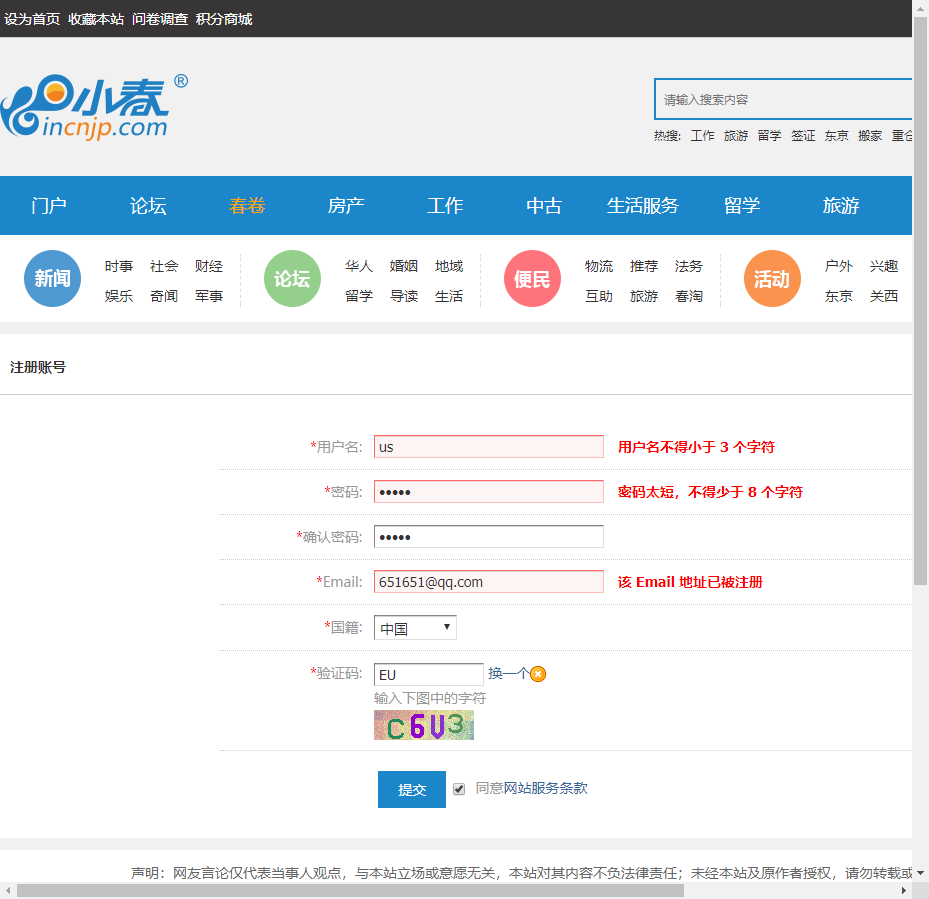 设为首页 收藏本站 问卷调查 积分商城
小春®
incnjp.com
请输入搜索内容
热搜: 工作 旅游 留学 签证 东京 搬家 重仓
门户 论坛 春卷 房产 工作 中古 生活服务 留学 旅游
新闻 时事 社会 财经 论坛 华人 婚姻 地域 便民 物流 推荐 法务 活动 户外 兴趣
娱乐 奇闻 军事 留学 导读 生活 互助 旅游 春淘 东京 关西
注册账号
*用户名: us 用户名不得小于 3 个字符
*密码: ••••• 密码太短，不得少于 8 个字符
*确认密码: •••••
*Email: 651651@qq.com 该 Email 地址已被注册
*国籍: 中国
*验证码: EU 换一个
输入下图中的字符
C6V3
提交 同意网站服务条款
声明：网友言论仅代表当事人观点，与本站立场或意愿无关，本站对其内容不负法律责任；未经本站及原作者授权，请勿转载或